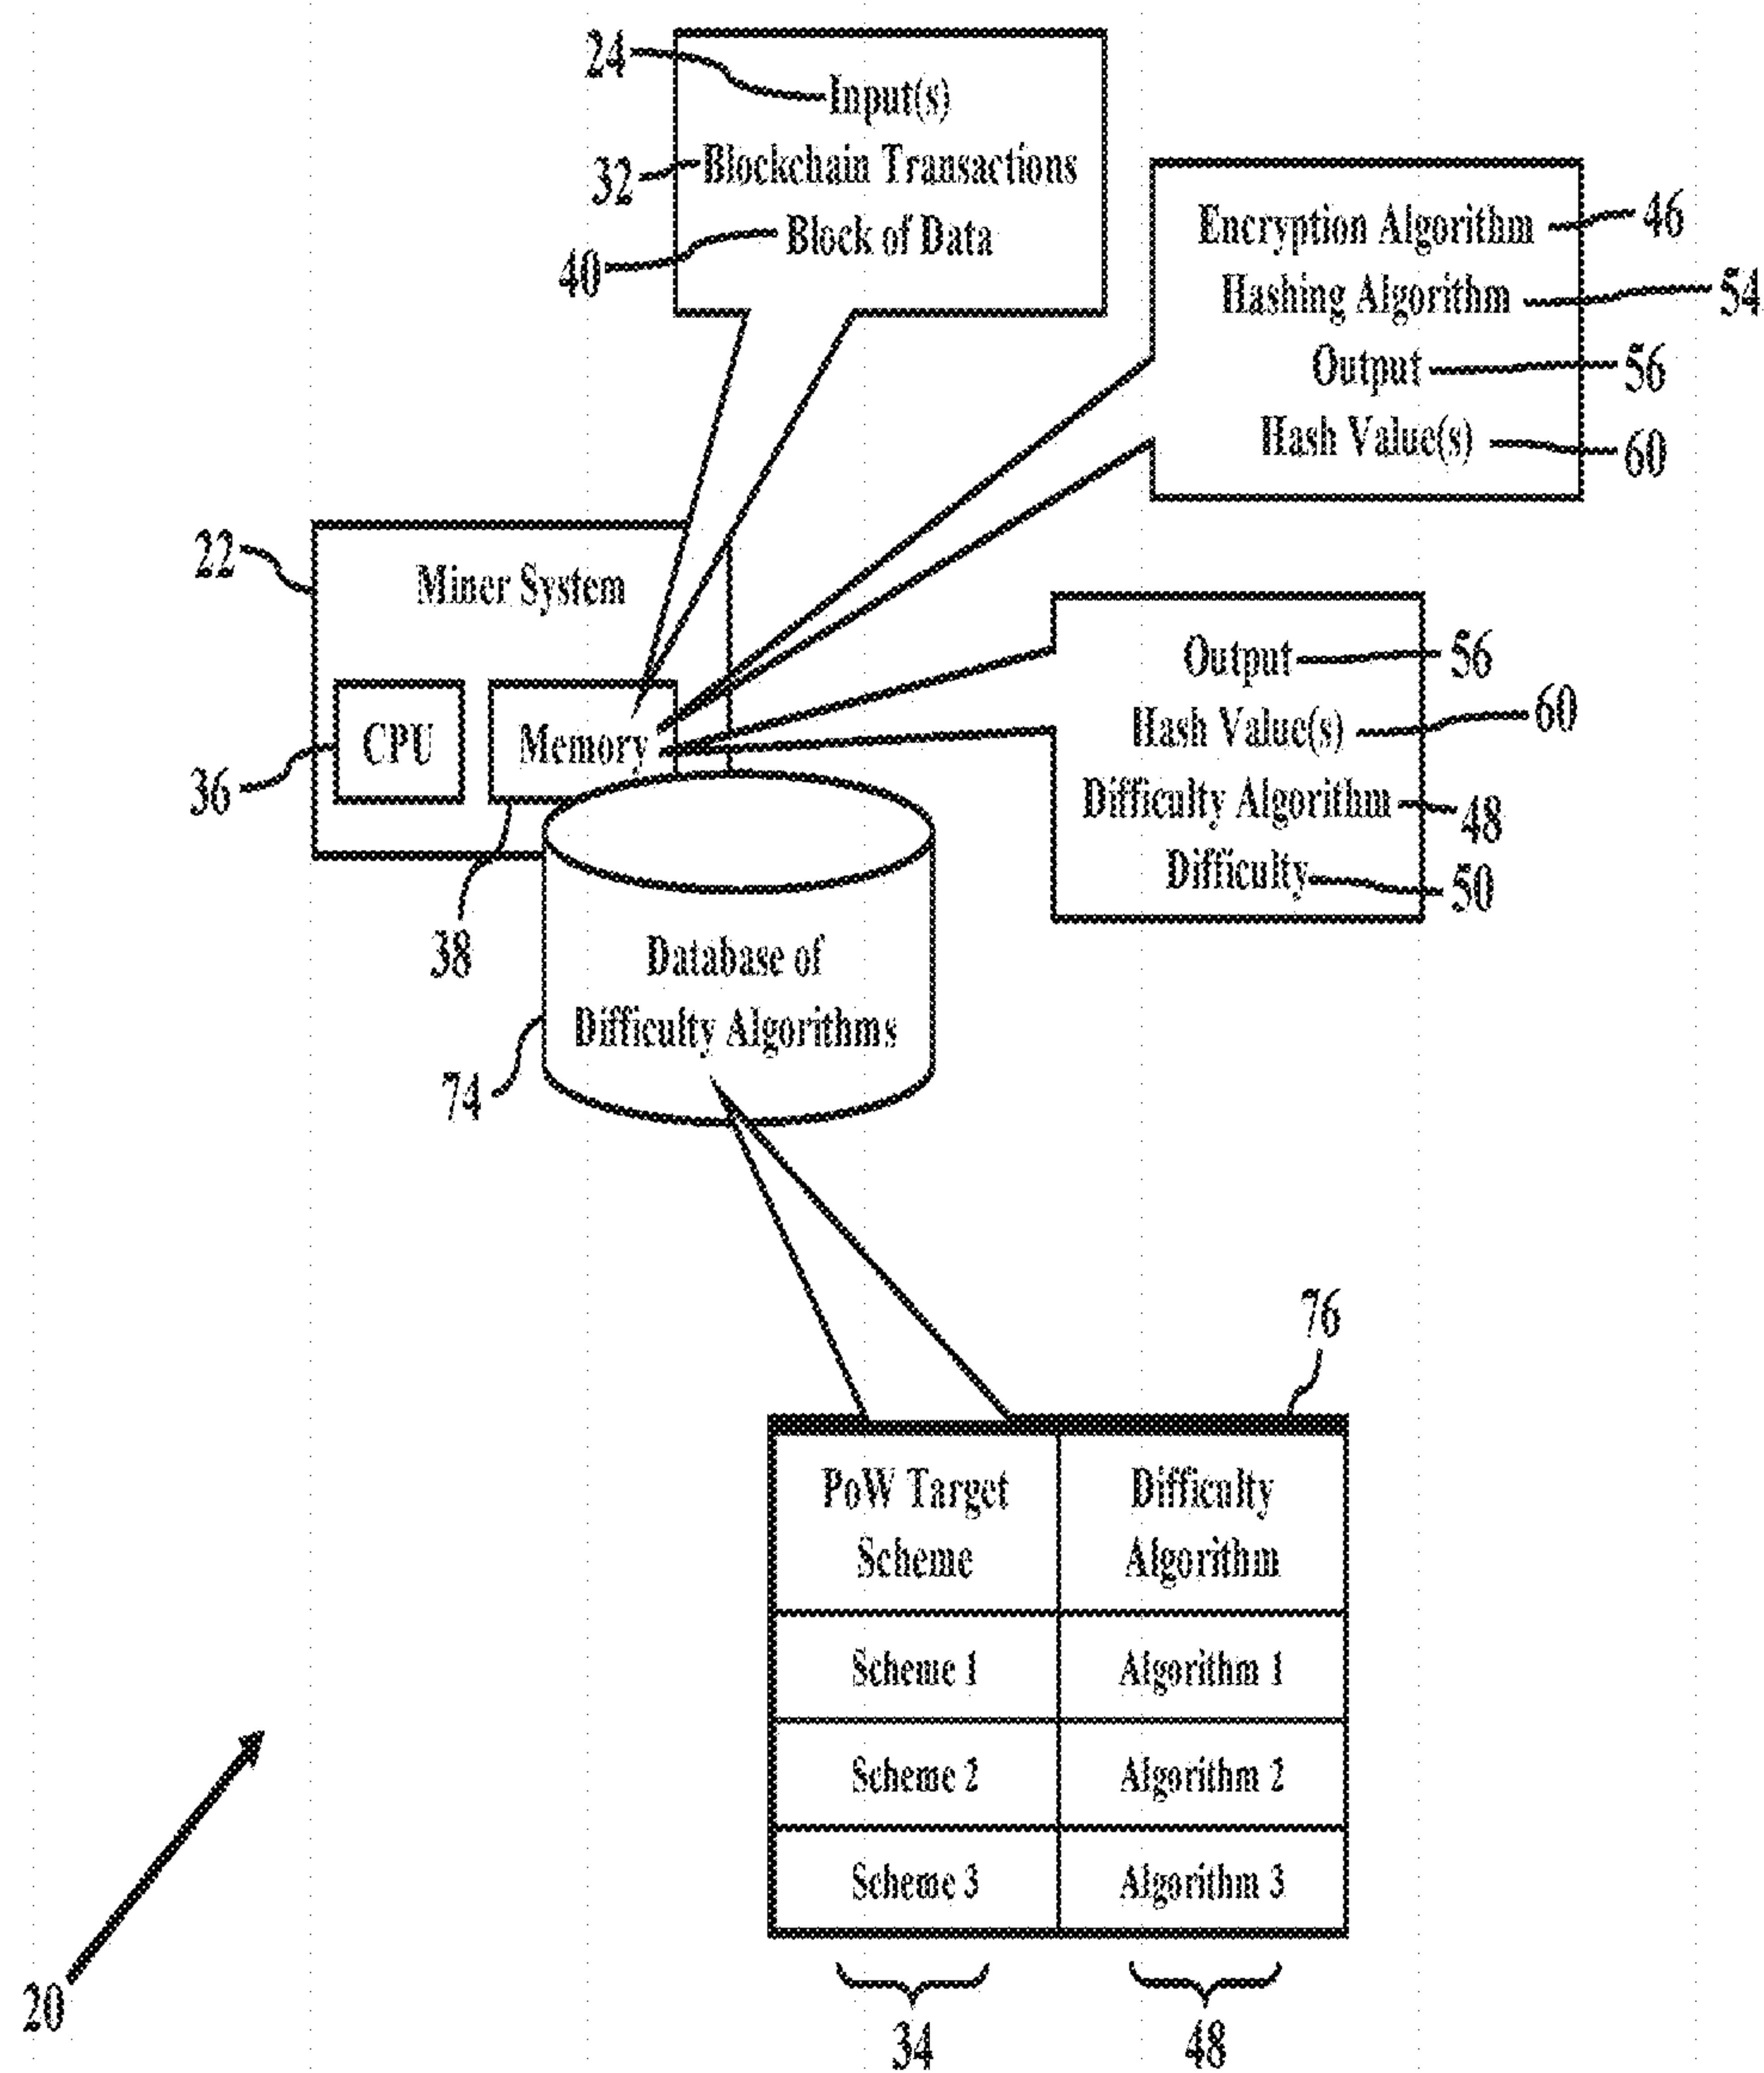 24
Input(s)
32
Blockchain Transactions
40
Block of Data
Encryption Algorithm
46
Hashing Algorithm
54
Output
56
Hash Value(s)
60
22
Miner System
CPU
Memory
36
38
Output
56
Hash Value(s)
60
Difficulty Algorithm
48
Difficulty
50
Database of
Difficulty Algorithms
74
76
PoW Target
Scheme
Difficulty
Algorithm
Scheme 1
Algorithm 1
Scheme 2
Algorithm 2
Scheme 3
Algorithm 3
34
48
20